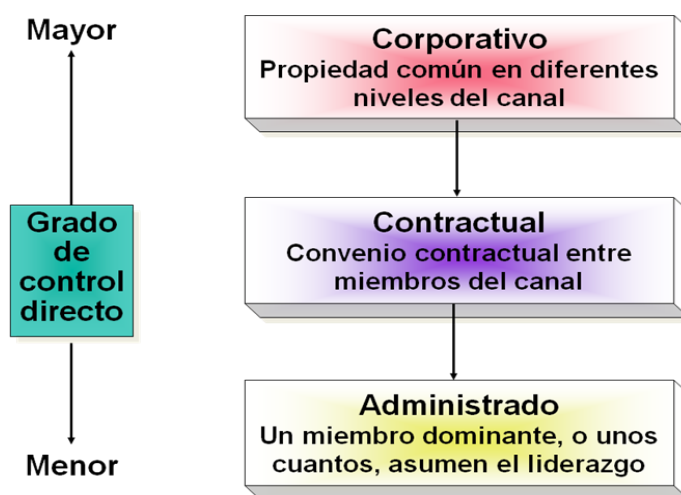 Mayor
Grado
de
control
directo
Menor
Corporativo
Propiedad común en diferentes
niveles del canal
Contractual
Convenio contractual entre
miembros del canal
Administrado
Un miembro dominante, o unos
cuantos, asumen el liderazgo